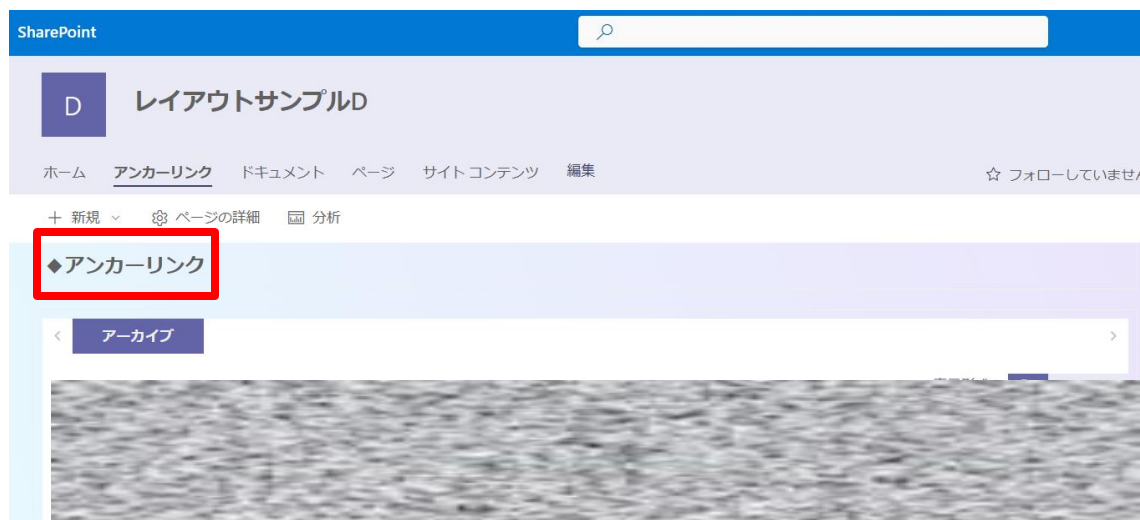 SharePoint
D
レイアウトサンプルD
ホーム アンカーリンク ドキュメント ページ サイト コンテンツ 編集
☆ フォローしていませ
＋ 新規 ページの詳細 分析
◆アンカーリンク
< アーカイブ >